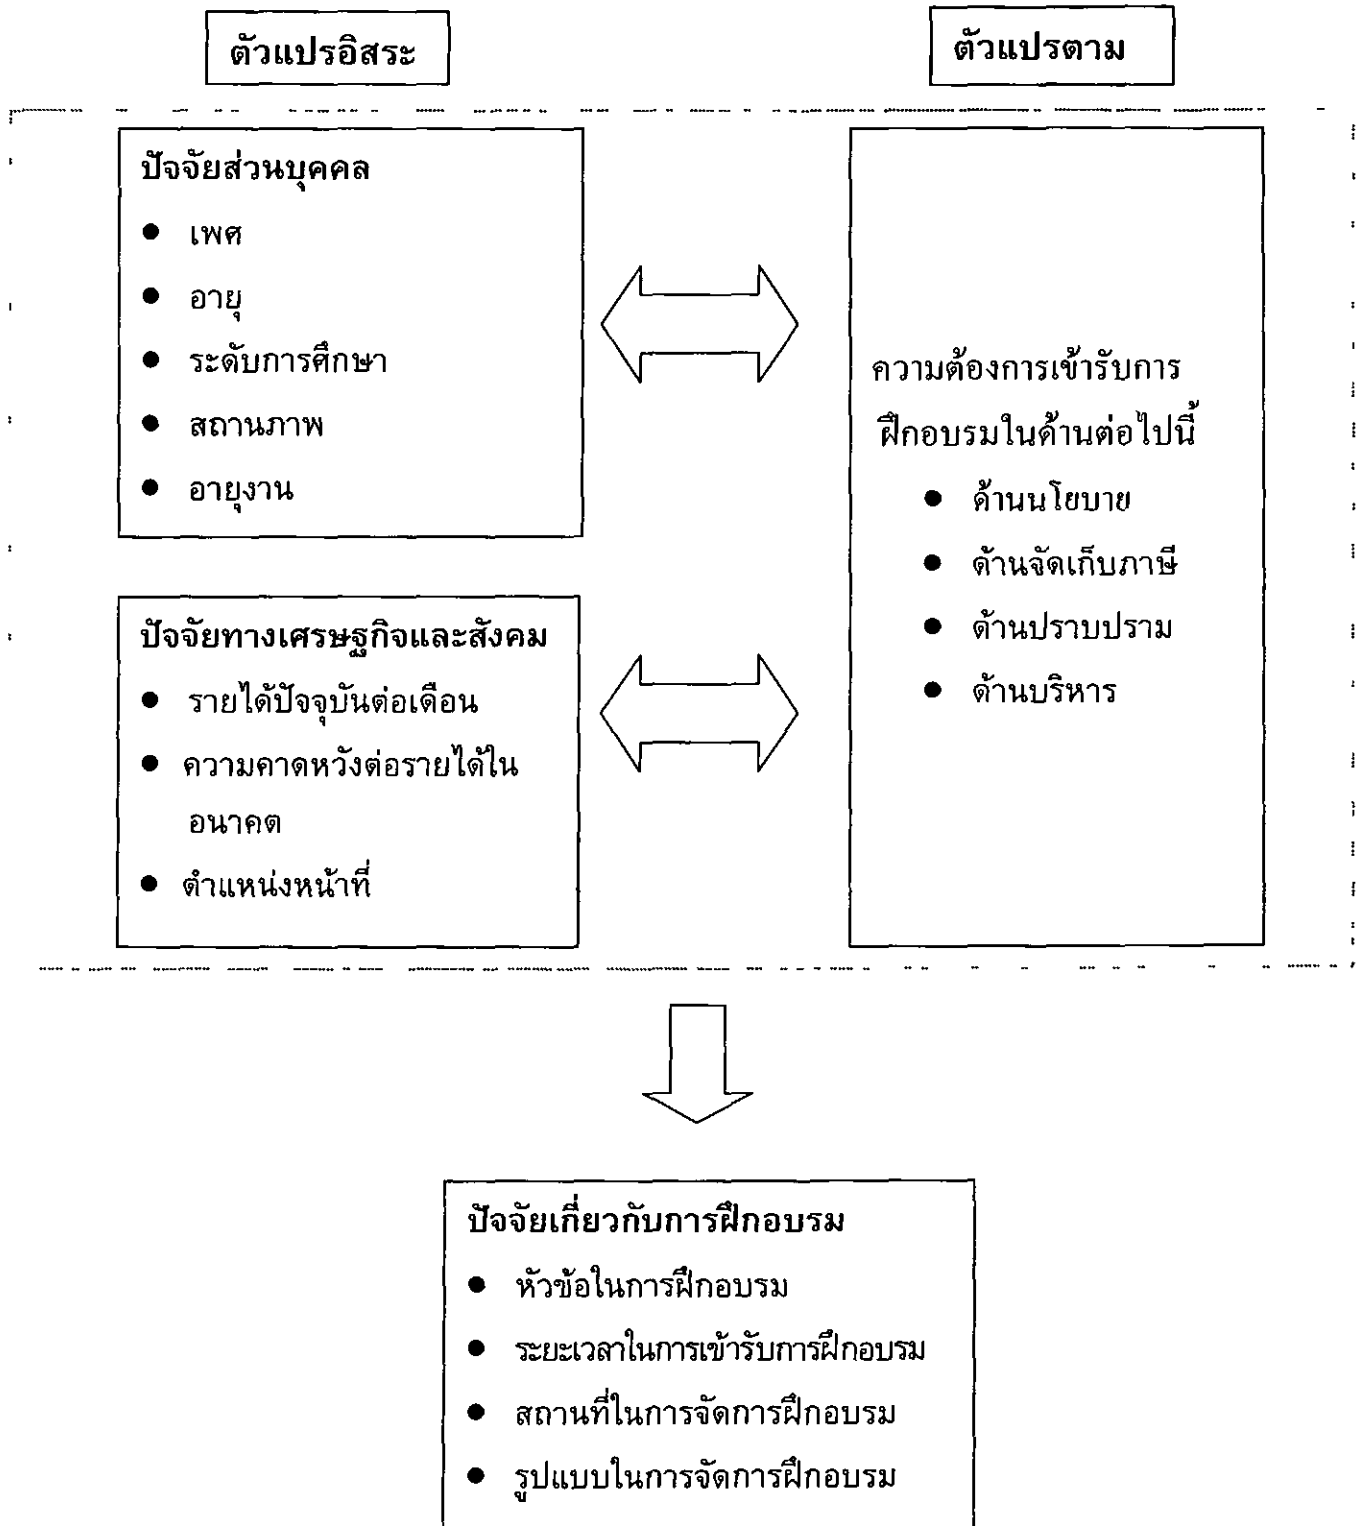 ตัวแปรอิสระ
ตัวแปรตาม
ปัจจัยส่วนบุคคล
● เพศ
● อายุ
● ระดับการศึกษา
● สถานภาพ
● อายุงาน
ปัจจัยทางเศรษฐกิจและสังคม
● รายได้ปัจจุบันต่อเดือน
● ความคาดหวังต่อรายได้ใน
อนาคต
● ตำแหน่งหน้าที่
ความต้องการเข้ารับการ
ฝึกอบรมในด้านต่อไปนี้
● ด้านนโยบาย
● ด้านจัดเก็บภาษี
● ด้านปราบปราม
● ด้านบริหาร
ปัจจัยเกี่ยวกับการฝึกอบรม
● หัวข้อในการฝึกอบรม
● ระยะเวลาในการเข้ารับการฝึกอบรม
● สถานที่ในการจัดการฝึกอบรม
● รูปแบบในการจัดการฝึกอบรม